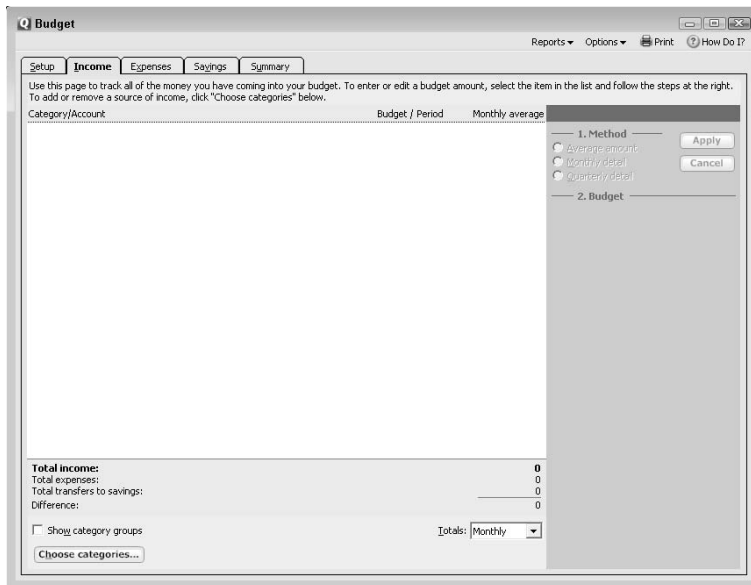 Q Budget
Reports Options Print ? How Do I?
Setup Income Expenses Savings Summary
Use this page to track all of the money you have coming into your budget. To enter or edit a budget amount, select the item in the list and follow the steps at the right.
To add or remove a source of income, click "Choose categories" below.
Category/Account Budget / Period Monthly average
1. Method
Average amount
Monthly detail
Quarterly detail
Apply
Cancel
2. Budget
Total income: 0
Total expenses: 0
Total transfers to savings: 0
Difference: 0
Show category groups
Totals: Monthly
Choose categories...